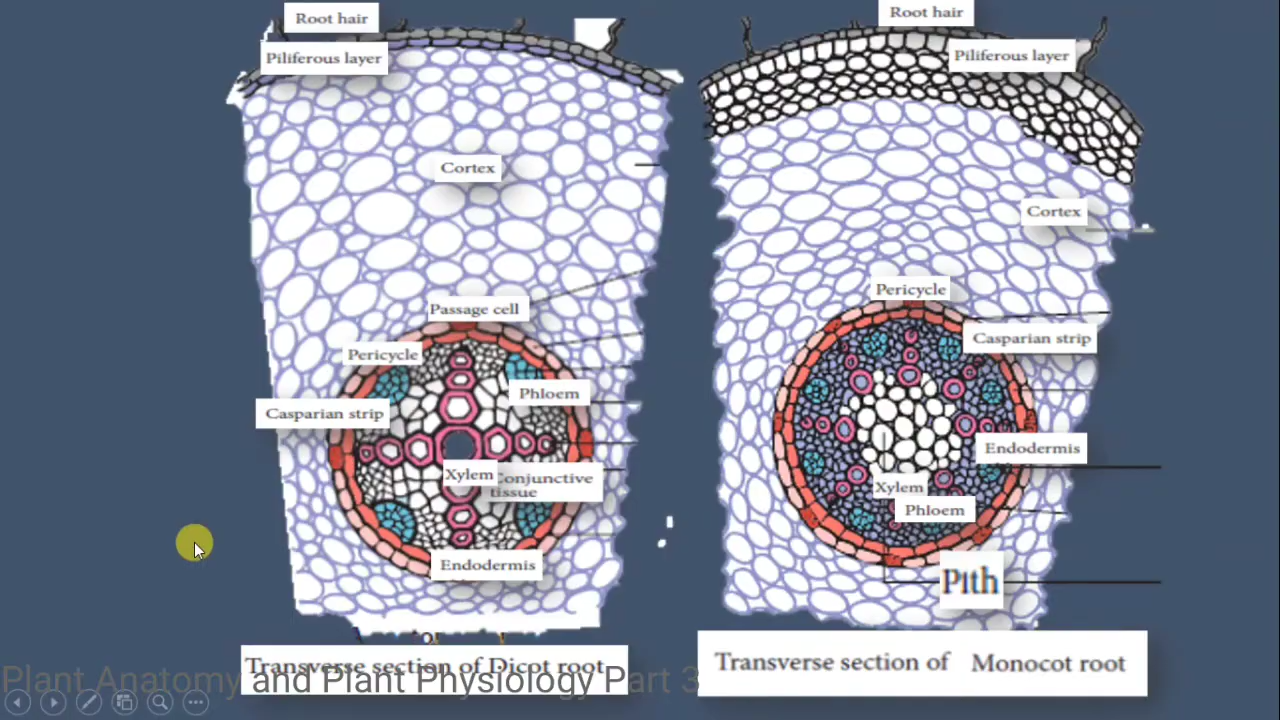 Root hair
Piliferous layer
Cortex
Passage cell
Pericycle
Phloem
Casparian strip
Xylem
Conjunctive
tissue
Endodermis
Transverse section of Dicot root
Root hair
Piliferous layer
Cortex
Pericycle
Casparian strip
Endodermis
Xylem
Phloem
Pith
Transverse section of Monocot root
Plant Anatomy and Plant Physiology Part 3